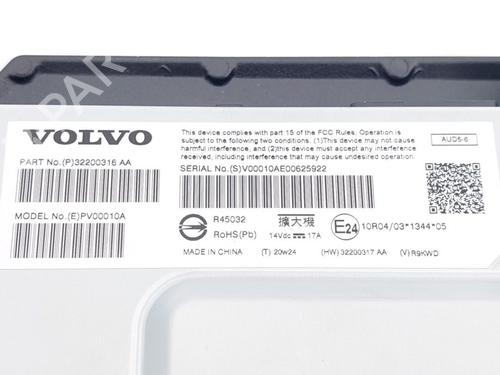 VOLVO
This device complies with part 15 of the FCC Rules. Operation is
subject to the following two conditions. (1)This device may not cause
harmful interference, and (2)this device must accept any
interference received, including interference
that may cause undesired operation.
AUD5-6
PART No.(P)32200316 AA
SERIAL No.(S)V00010AE00625922
MODEL No.(E)PV00010A
R45032
RoHS(Pb)
擴大機
14Vdc 17A
E24
10R04/03*1344*05
MADE IN CHINA
(T) 20w24
(HW) 32200317 AA
(V) R9KWD